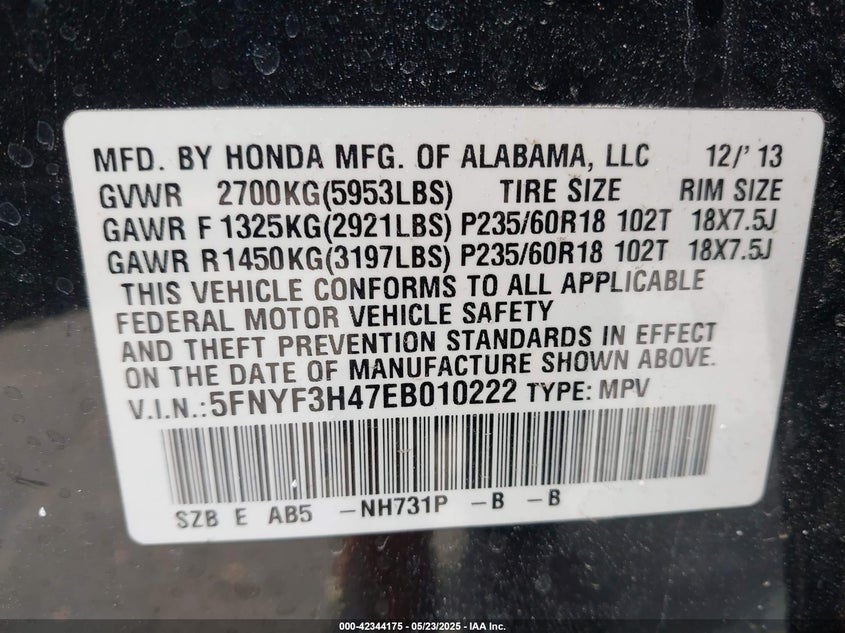 MFD. BY HONDA MFG. OF ALABAMA, LLC 12/' 13
GVWR 2700KG(5953LBS) TIRE SIZE RIM SIZE
GAWR F 1325KG(2921LBS) P235/60R18 102T 18X7.5J
GAWR R1450KG(3197LBS) P235/60R18 102T 18X7.5J
THIS VEHICLE CONFORMS TO ALL APPLICABLE
FEDERAL MOTOR VEHICLE SAFETY
AND THEFT PREVENTION STANDARDS IN EFFECT
ON THE DATE OF MANUFACTURE SHOWN ABOVE.
V.I.N.:5FNYF3H47EB010222 TYPE: MPV
SZB E AB5 -NH731P -B -B
000-42344175 - 05/23/2025 - IAA Inc.